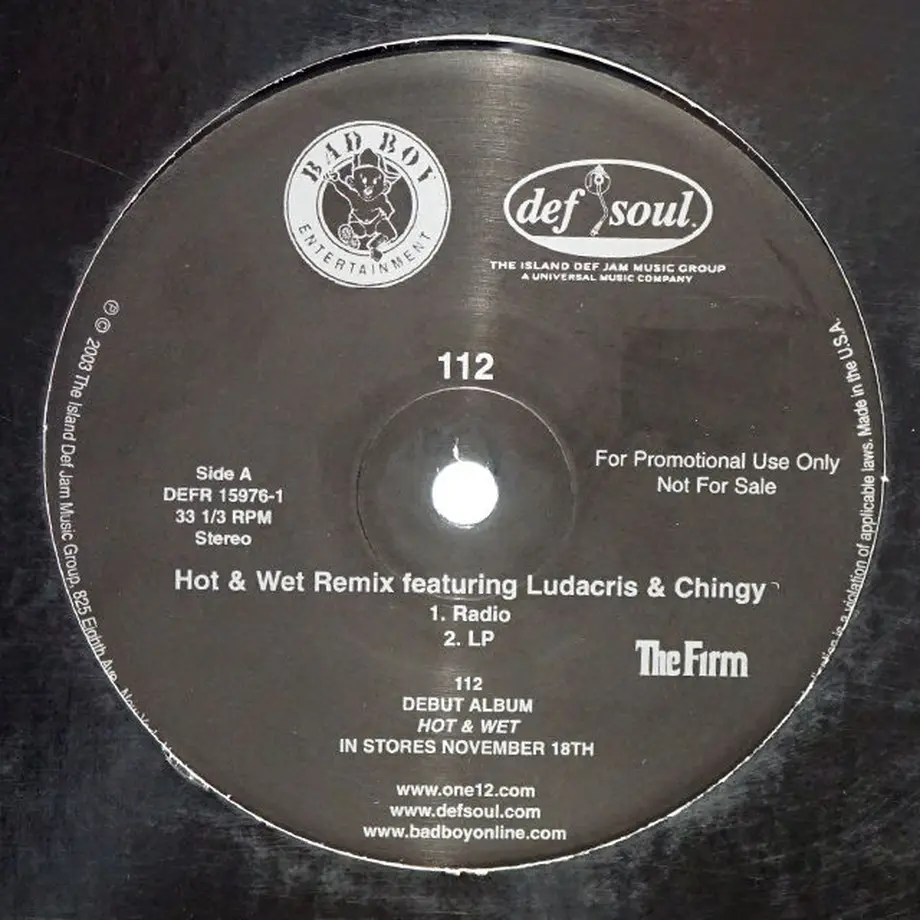 BAD BOY
ENTERTAINMENT
def soul.
THE ISLAND DEF JAM MUSIC GROUP
A UNIVERSAL MUSIC COMPANY
112
Side A
DEFR 15976-1
33 1/3 RPM
Stereo
For Promotional Use Only
Not For Sale
Hot & Wet Remix featuring Ludacris & Chingy
1. Radio
2. LP
The Firm
112
DEBUT ALBUM
HOT & WET
IN STORES NOVEMBER 18TH
www.one12.com
www.defsoul.com
www.badboyonline.com
℗ © 2003 The Island Def Jam Music Group, 825 Eighth Ave.
is a violation of applicable laws. Made in the U.S.A.